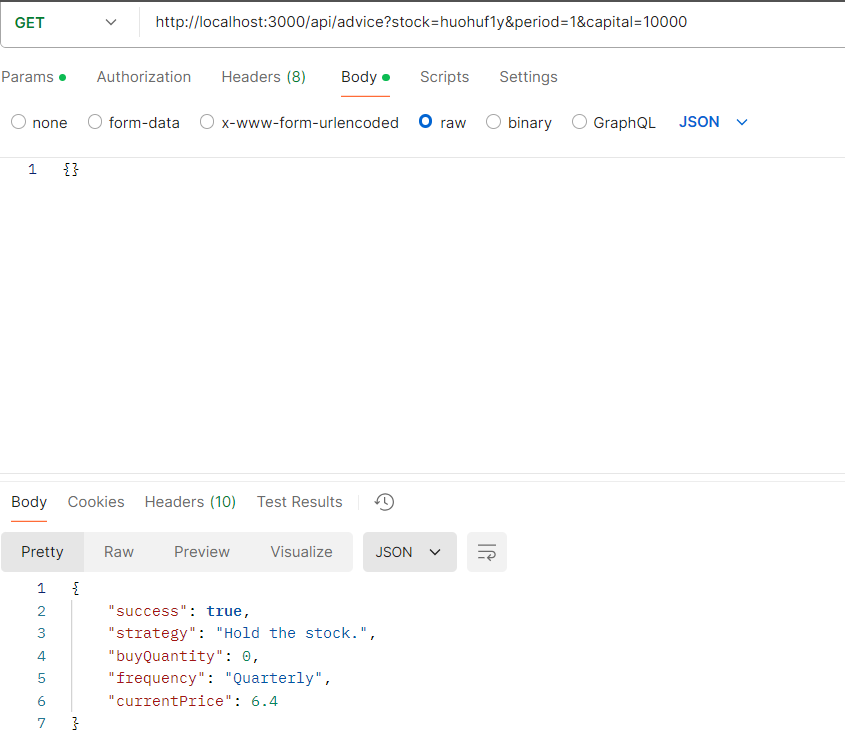 GET http://localhost:3000/api/advice?stock=huohuf1y&period=1&capital=10000
Params Authorization Headers (8) Body Scripts Settings
none form-data x-www-form-urlencoded raw binary GraphQL JSON
1 {}
Body Cookies Headers (10) Test Results
Pretty Raw Preview Visualize JSON
1 {
2 "success": true,
3 "strategy": "Hold the stock.",
4 "buyQuantity": 0,
5 "frequency": "Quarterly",
6 "currentPrice": 6.4
7 }